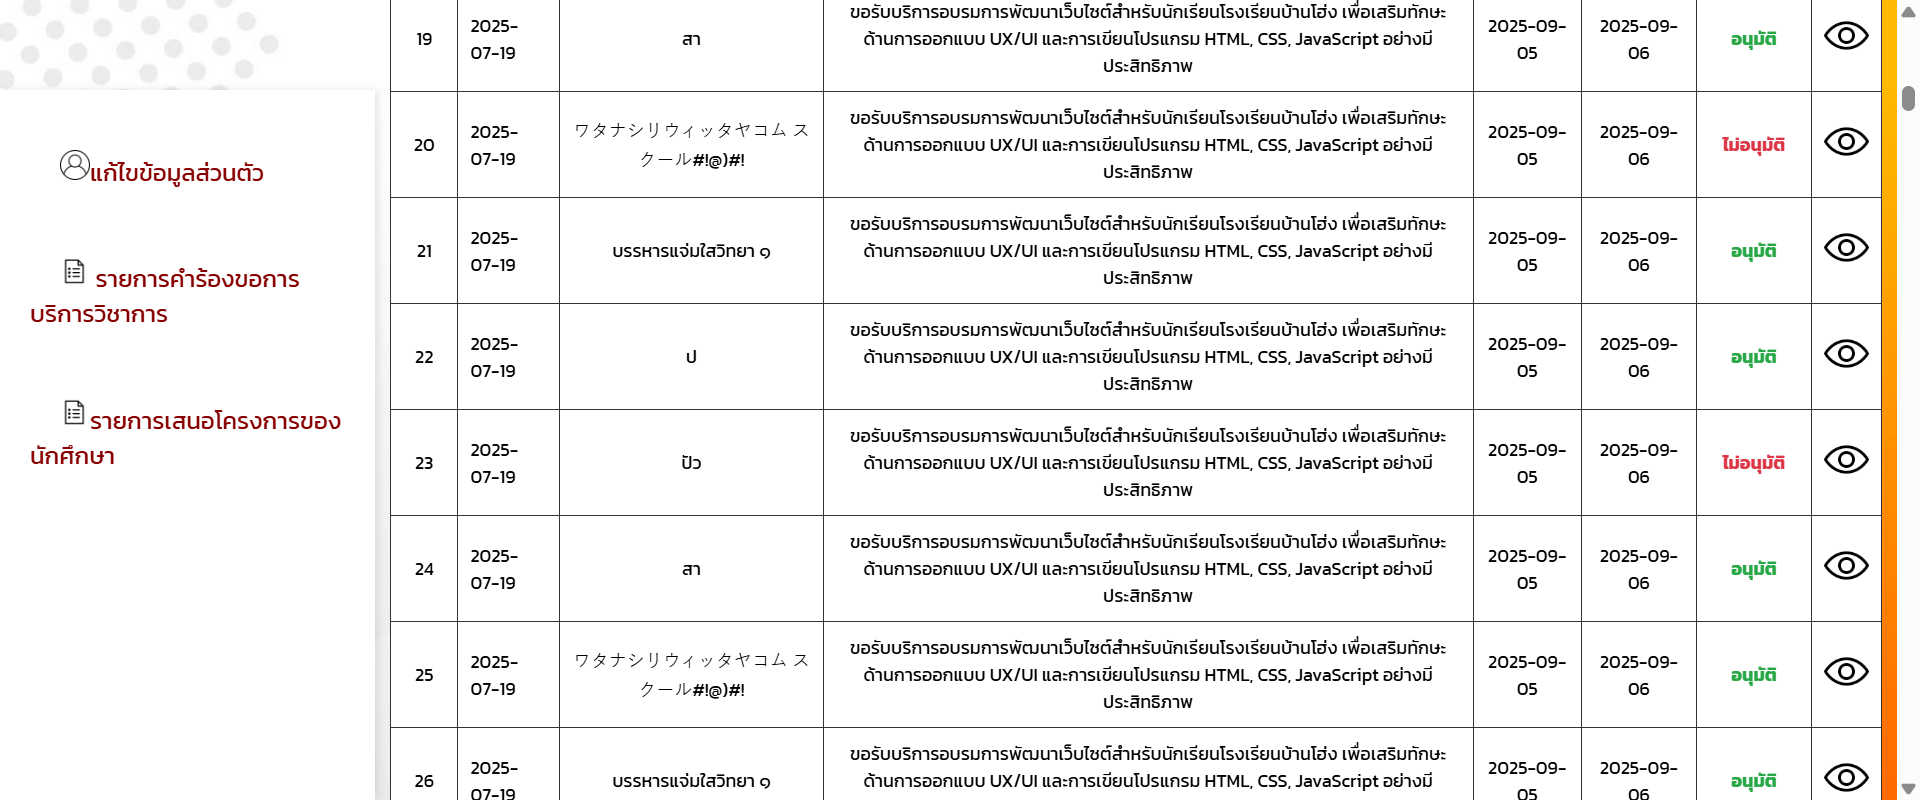 แก้ไขข้อมูลส่วนตัว
รายการคำร้องขอการ
บริการวิชาการ
รายการเสนอโครงการของ
นักศึกษา
19
2025-
07-19
สา
ขอรับบริการอบรมการพัฒนาเว็บไซต์สำหรับนักเรียนโรงเรียนบ้านโฮ่ง เพื่อเสริมทักษะ
ด้านการออกแบบ UX/UI และการเขียนโปรแกรม HTML, CSS, JavaScript อย่างมี
ประสิทธิภาพ
2025-09-
05
2025-09-
06
อนุมัติ
20
2025-
07-19
ワタナシリウィッタヤコム ス
クール#!@)#!
ขอรับบริการอบรมการพัฒนาเว็บไซต์สำหรับนักเรียนโรงเรียนบ้านโฮ่ง เพื่อเสริมทักษะ
ด้านการออกแบบ UX/UI และการเขียนโปรแกรม HTML, CSS, JavaScript อย่างมี
ประสิทธิภาพ
2025-09-
05
2025-09-
06
ไม่อนุมัติ
21
2025-
07-19
บรรหารแจ่มใสวิทยา ๑
ขอรับบริการอบรมการพัฒนาเว็บไซต์สำหรับนักเรียนโรงเรียนบ้านโฮ่ง เพื่อเสริมทักษะ
ด้านการออกแบบ UX/UI และการเขียนโปรแกรม HTML, CSS, JavaScript อย่างมี
ประสิทธิภาพ
2025-09-
05
2025-09-
06
อนุมัติ
22
2025-
07-19
ป
ขอรับบริการอบรมการพัฒนาเว็บไซต์สำหรับนักเรียนโรงเรียนบ้านโฮ่ง เพื่อเสริมทักษะ
ด้านการออกแบบ UX/UI และการเขียนโปรแกรม HTML, CSS, JavaScript อย่างมี
ประสิทธิภาพ
2025-09-
05
2025-09-
06
อนุมัติ
23
2025-
07-19
ปัว
ขอรับบริการอบรมการพัฒนาเว็บไซต์สำหรับนักเรียนโรงเรียนบ้านโฮ่ง เพื่อเสริมทักษะ
ด้านการออกแบบ UX/UI และการเขียนโปรแกรม HTML, CSS, JavaScript อย่างมี
ประสิทธิภาพ
2025-09-
05
2025-09-
06
ไม่อนุมัติ
24
2025-
07-19
สา
ขอรับบริการอบรมการพัฒนาเว็บไซต์สำหรับนักเรียนโรงเรียนบ้านโฮ่ง เพื่อเสริมทักษะ
ด้านการออกแบบ UX/UI และการเขียนโปรแกรม HTML, CSS, JavaScript อย่างมี
ประสิทธิภาพ
2025-09-
05
2025-09-
06
อนุมัติ
25
2025-
07-19
ワタナシリウィッタヤコム ス
クール#!@)#!
ขอรับบริการอบรมการพัฒนาเว็บไซต์สำหรับนักเรียนโรงเรียนบ้านโฮ่ง เพื่อเสริมทักษะ
ด้านการออกแบบ UX/UI และการเขียนโปรแกรม HTML, CSS, JavaScript อย่างมี
ประสิทธิภาพ
2025-09-
05
2025-09-
06
อนุมัติ
26
2025-
07-19
บรรหารแจ่มใสวิทยา ๑
ขอรับบริการอบรมการพัฒนาเว็บไซต์สำหรับนักเรียนโรงเรียนบ้านโฮ่ง เพื่อเสริมทักษะ
ด้านการออกแบบ UX/UI และการเขียนโปรแกรม HTML, CSS, JavaScript อย่างมี
2025-09-
05
2025-09-
06
อนุมัติ